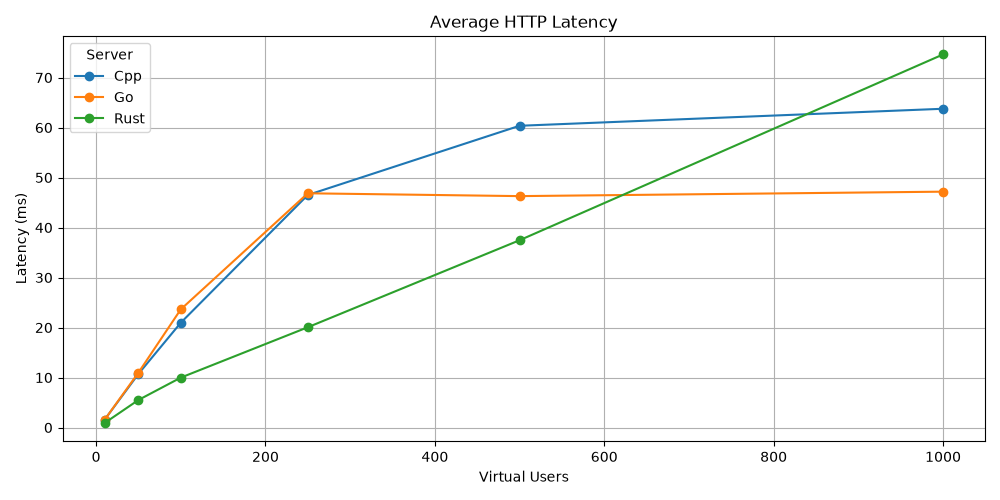 Average HTTP Latency
Server
Cpp
Go
Rust
Latency (ms)
70
60
50
40
30
20
10
0
0 200 400 600 800 1000
Virtual Users